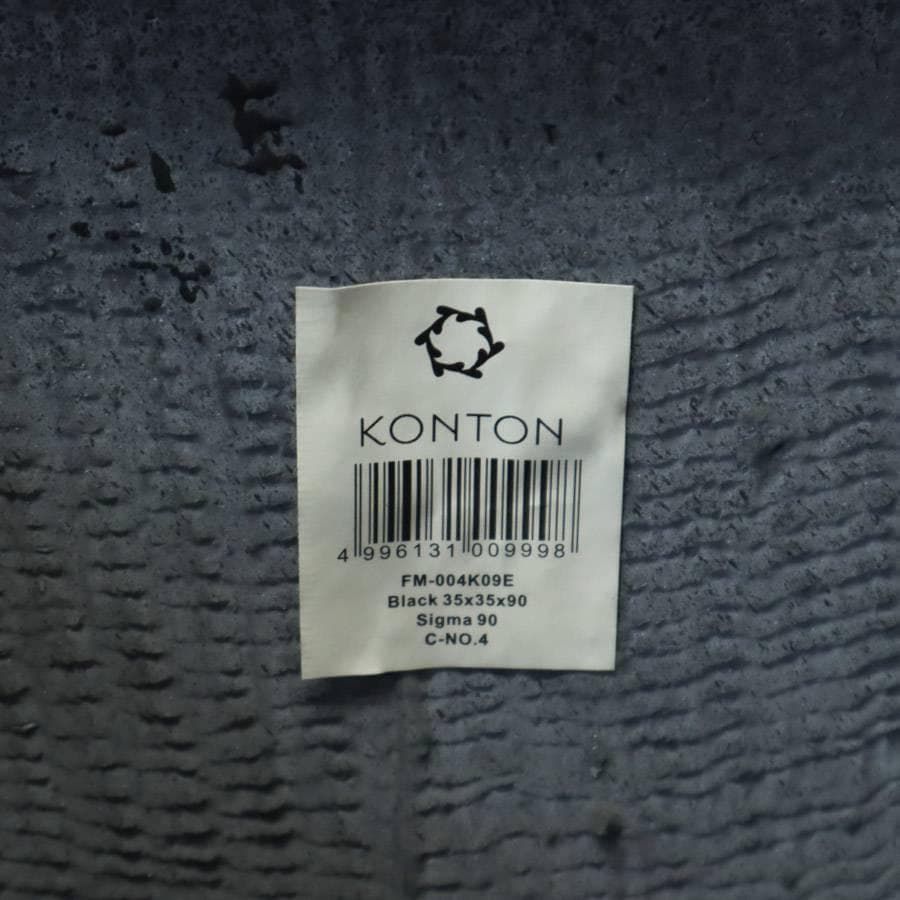 KONTON
4 996131 009998
FM-004K09E
Black 35x35x90
Sigma 90
C-NO.4